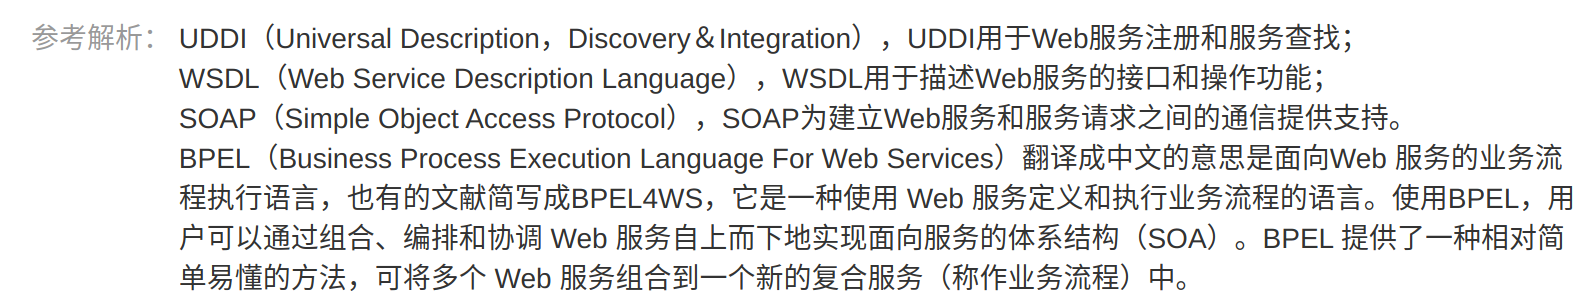 参考解析： UDDI（Universal Description，Discovery＆Integration），UDDI用于Web服务注册和服务查找；
WSDL（Web Service Description Language），WSDL用于描述Web服务的接口和操作功能；
SOAP（Simple Object Access Protocol），SOAP为建立Web服务和服务请求之间的通信提供支持。
BPEL（Business Process Execution Language For Web Services）翻译成中文的意思是面向Web 服务的业务流
程执行语言，也有的文献简写成BPEL4WS，它是一种使用 Web 服务定义和执行业务流程的语言。使用BPEL，用
户可以通过组合、编排和协调 Web 服务自上而下地实现面向服务的体系结构（SOA）。BPEL 提供了一种相对简
单易懂的方法，可将多个 Web 服务组合到一个新的复合服务（称作业务流程）中。